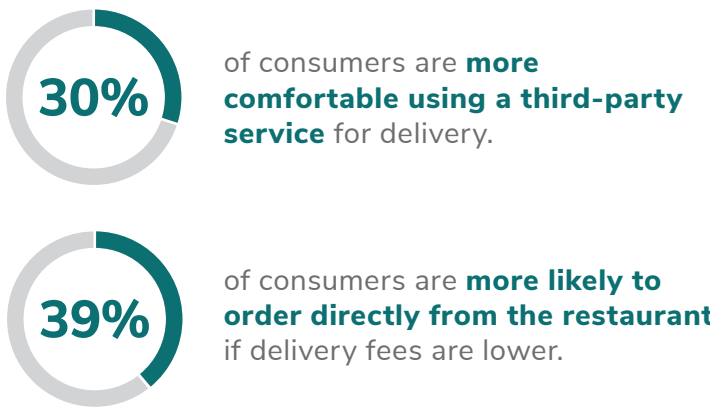 30%
of consumers are more
comfortable using a third-party
service for delivery.
39%
of consumers are more likely to
order directly from the restaurant
if delivery fees are lower.